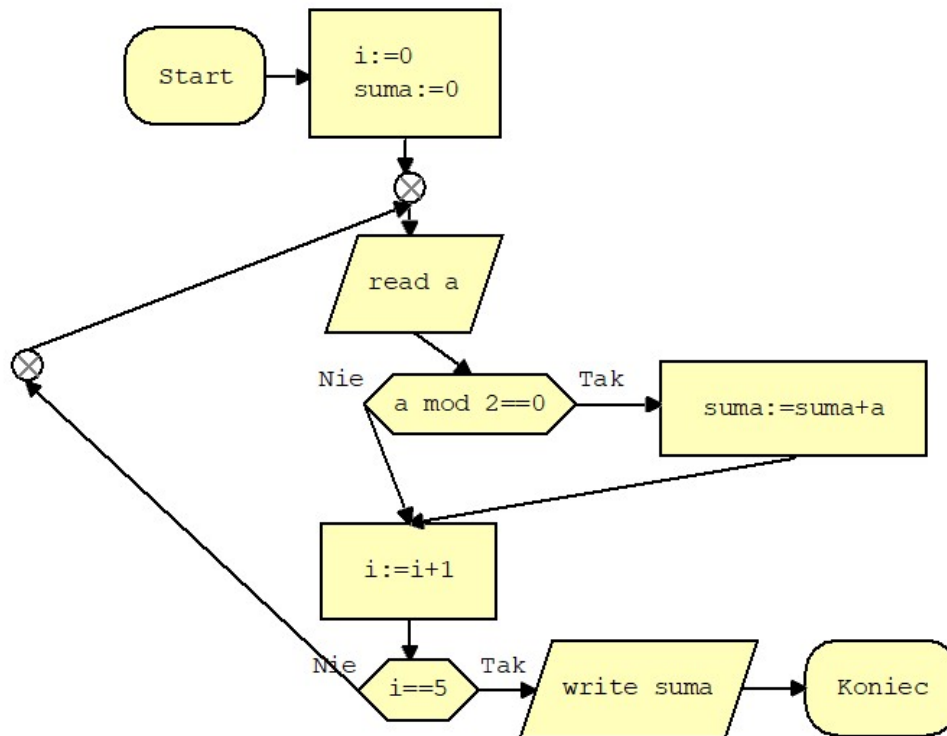 Start
i:=0
suma:=0
read a
Nie
a mod 2==0
Tak
suma:=suma+a
i:=i+1
Nie
i==5
Tak
write suma
Koniec